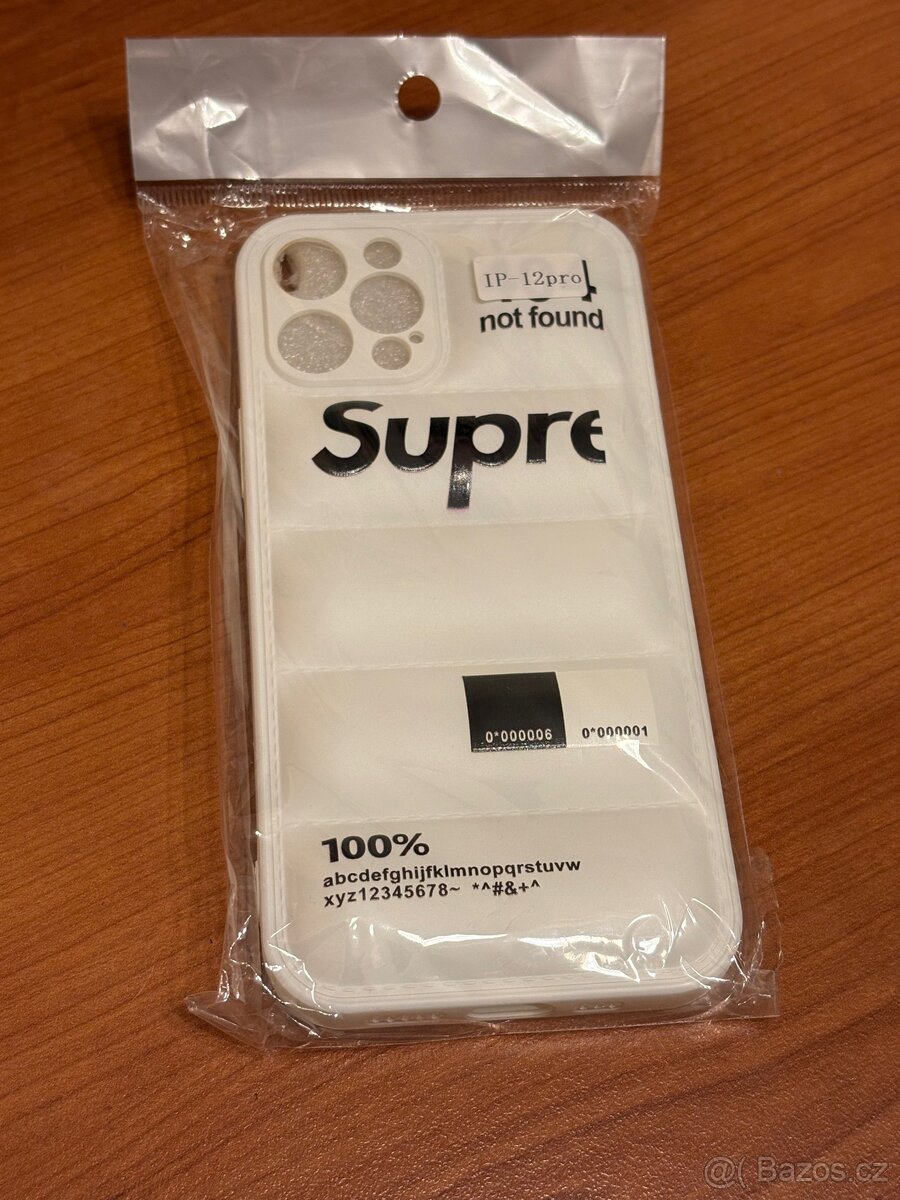 IP-12pro
not found
Supre
0*000006 0*000001
100%
abcdefghijfklmnopqrstuvw
xyz12345678~ *^#&+^
@( Bazos.cz